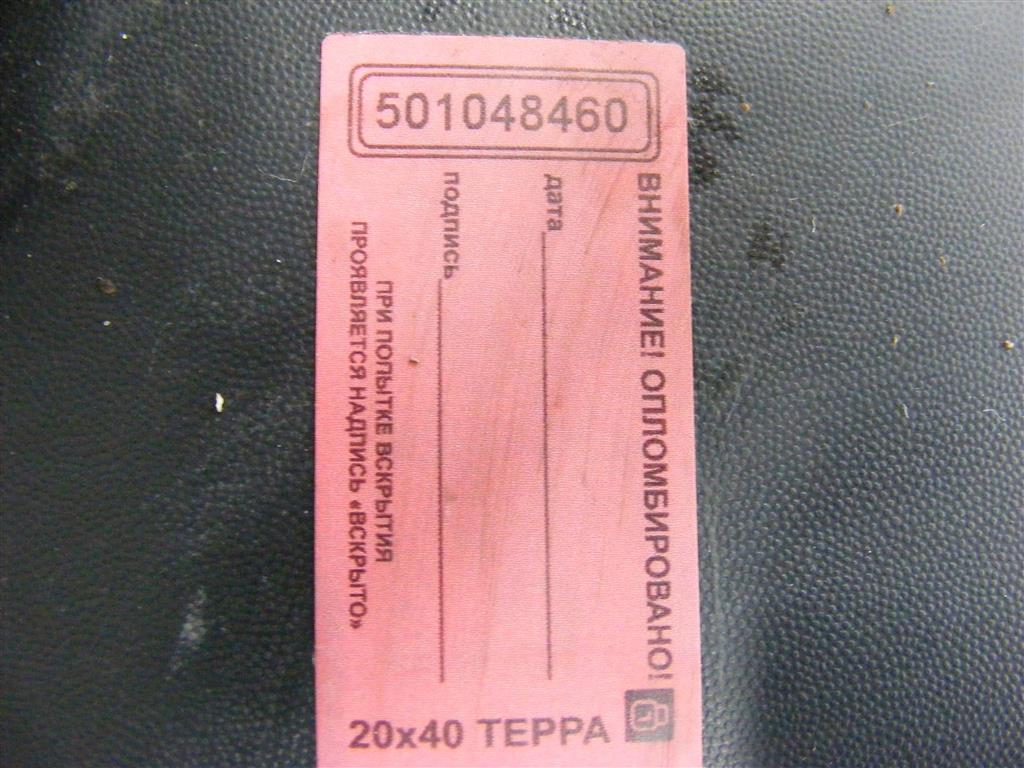 501048460
ВНИМАНИЕ! ОПЛОМБИРОВАНО!
дата
подпись
ПРИ ПОПЫТКЕ ВСКРЫТИЯ
ПРОЯВЛЯЕТСЯ НАДПИСЬ «ВСКРЫТО»
20x40 ТЕРРА